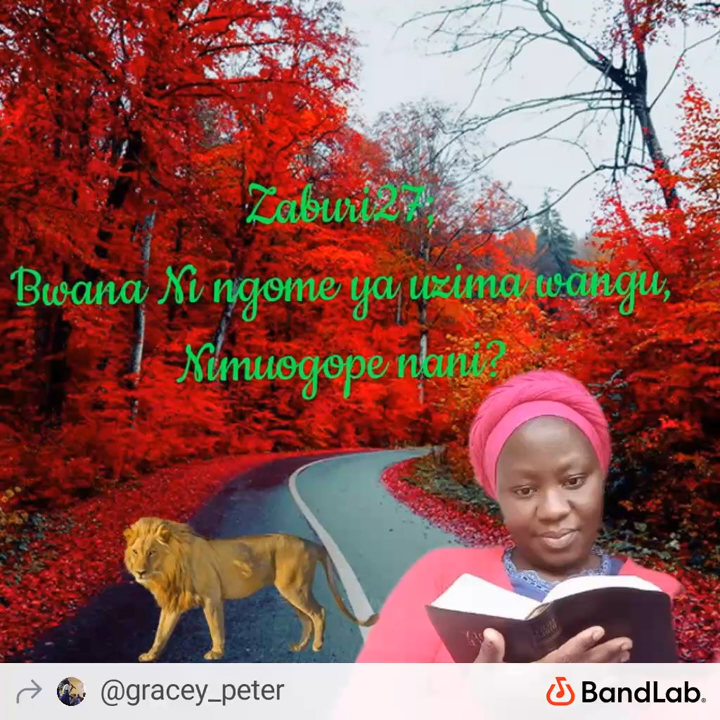 Zaburi27;
Bwana Ni ngome ya uzima wangu,
Nimuogope nani?
@gracey_peter
BandLab